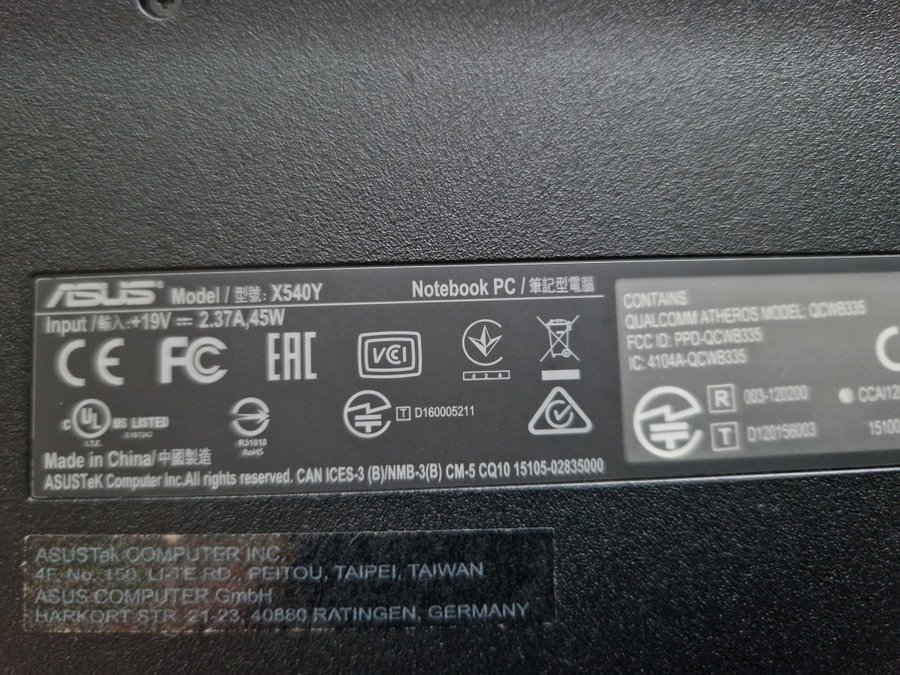 ASUS Model / 型號: X540Y Notebook PC / 筆記型電腦
Input /輸入:+19V ⎓ 2.37A,45W
CE FC EAC VCI
028
c UL US LISTED
I.T.E.
R31018
RoHS
T D160005211
Made in China/ 中國製造
ASUSTeK Computer Inc.All rights reserved. CAN ICES-3 (B)/NMB-3(B) CM-5 CQ10 15105-02835000
CONTAINS
QUALCOMM ATHEROS MODEL: QCWB335
FCC ID: PPD-QCWB335
IC: 4104A-QCWB335
R 003-120200
T D120156003
CCAI12
15100
ASUSTek COMPUTER INC.
4F, No. 150, LI-TE RD., PEITOU, TAIPEI, TAIWAN
ASUS COMPUTER GmbH
HARKORT STR. 21-23, 40880 RATINGEN, GERMANY